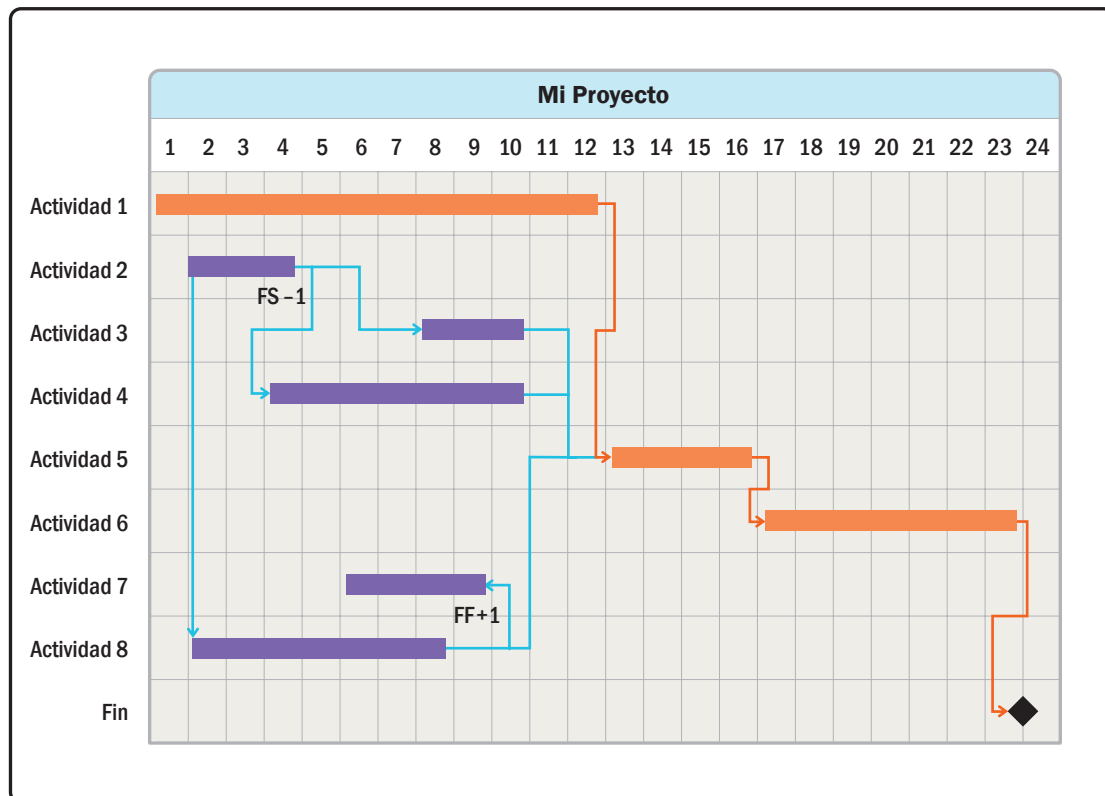 Mi Proyecto
1 2 3 4 5 6 7 8 9 10 11 12 13 14 15 16 17 18 19 20 21 22 23 24
Actividad 1
Actividad 2
FS – 1
Actividad 3
Actividad 4
Actividad 5
Actividad 6
Actividad 7
FF+1
Actividad 8
Fin